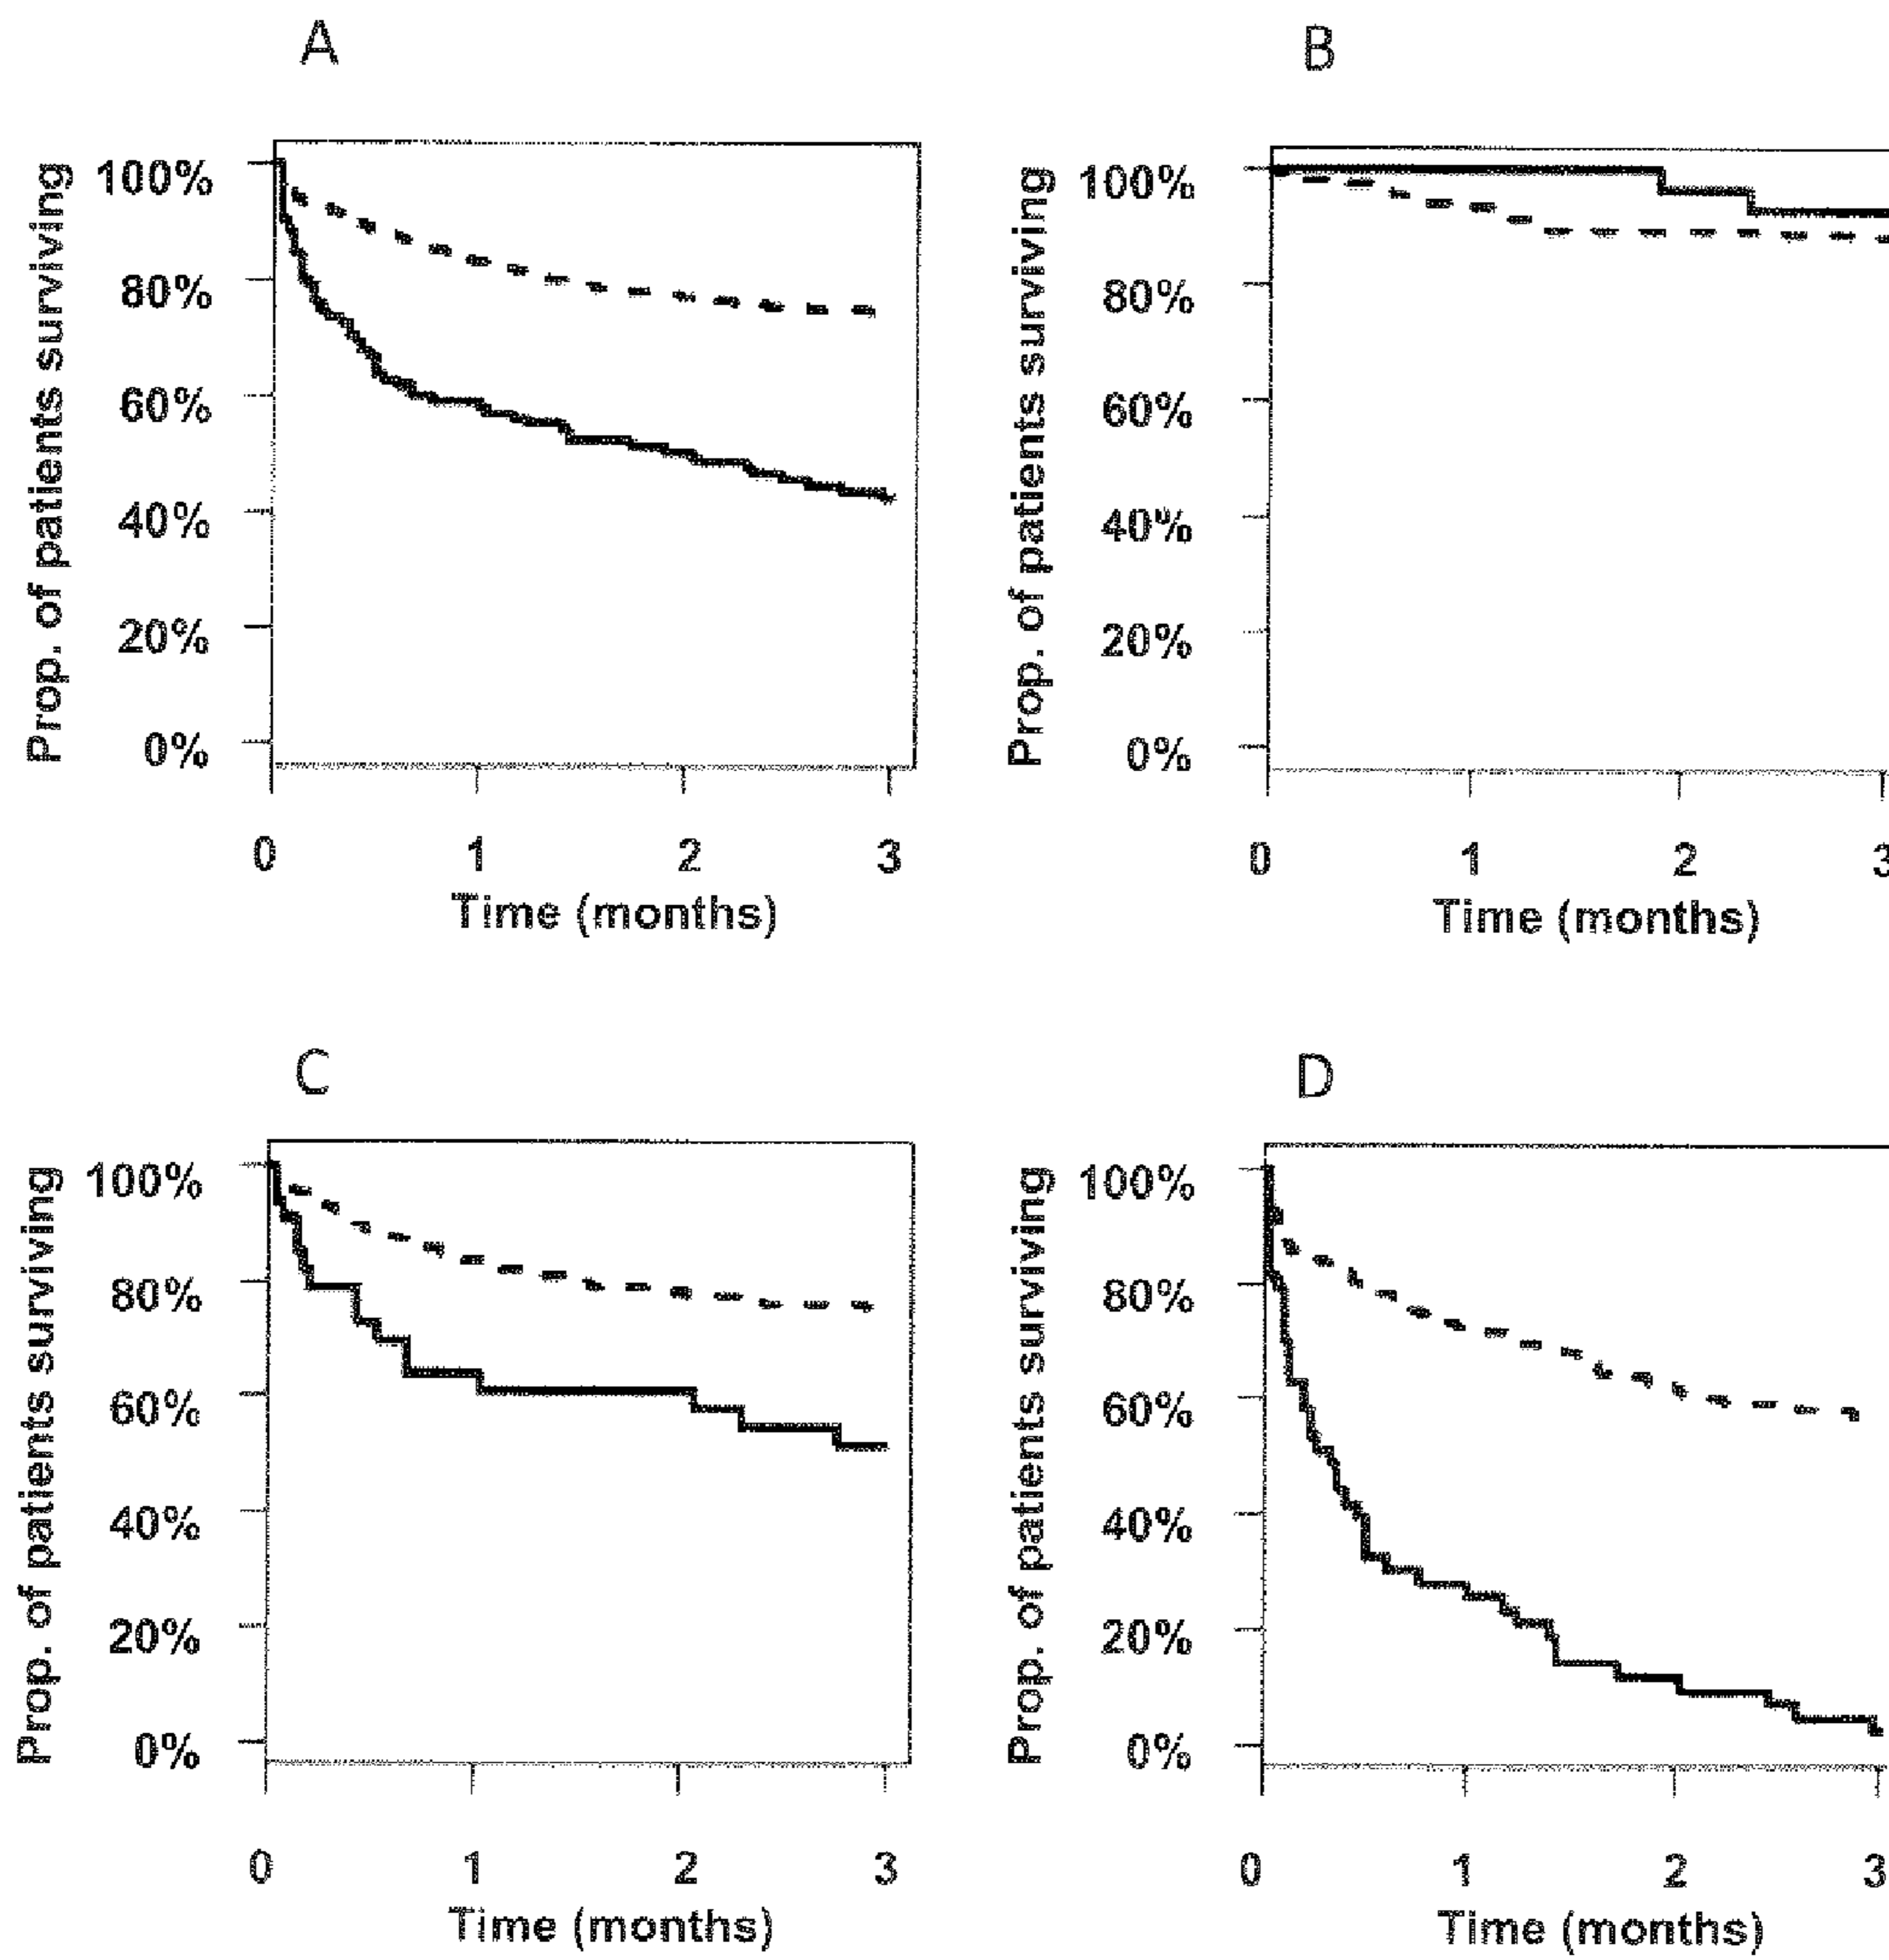 A
Prop. of patients surviving
100%
80%
60%
40%
20%
0%
0 1 2 3
Time (months)
B
Prop. of patients surviving
100%
80%
60%
40%
20%
0%
0 1 2 3
Time (months)
C
Prop. of patients surviving
100%
80%
60%
40%
20%
0%
0 1 2 3
Time (months)
D
Prop. of patients surviving
100%
80%
60%
40%
20%
0%
0 1 2 3
Time (months)